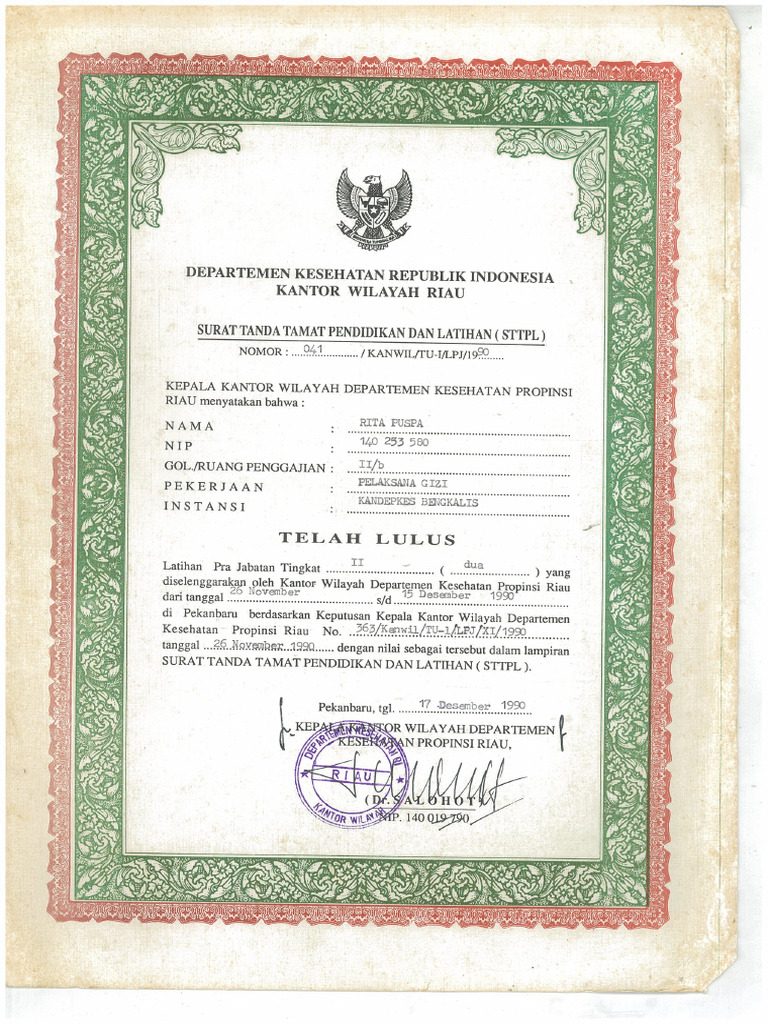 DEPARTEMEN KESEHATAN REPUBLIK INDONESIA
KANTOR WILAYAH RIAU
SURAT TANDA TAMAT PENDIDIKAN DAN LATIHAN ( STTPL )
NOMOR : 041 / KANWIL/TU-I/LPJ/1990
KEPALA KANTOR WILAYAH DEPARTEMEN KESEHATAN PROPINSI
RIAU menyatakan bahwa :
NAMA : RITA PUSPA
NIP : 140 253 580
GOL./RUANG PENGGAJIAN : II/b
PEKERJAAN : PELAKSANA GIZI
INSTANSI : KANDEPKES BENGKALIS
TELAH LULUS
Latihan Pra Jabatan Tingkat II ( dua ) yang
diselenggarakan oleh Kantor Wilayah Departemen Kesehatan Propinsi Riau
dari tanggal 26 November s/d 15 Desember 1990
di Pekanbaru berdasarkan Keputusan Kepala Kantor Wilayah Departemen
Kesehatan Propinsi Riau No. 363/Kanwil/TU-1/LPJ/XI/1990
tanggal 26 November 1990 dengan nilai sebagai tersebut dalam lampiran
SURAT TANDA TAMAT PENDIDIKAN DAN LATIHAN ( STTPL ).
Pekanbaru, tgl. 17 Desember 1990
KEPALA KANTOR WILAYAH DEPARTEMEN
KESEHATAN PROPINSI RIAU,
DEPARTEMEN KESEHATAN RI
RIAU
KANTOR WILAYAH
( Dr. SALOHOT )
NIP. 140 019 790